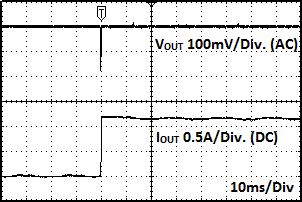 T
VOUT 100mV/Div. (AC)
IOUT 0.5A/Div. (DC)
10ms/Div